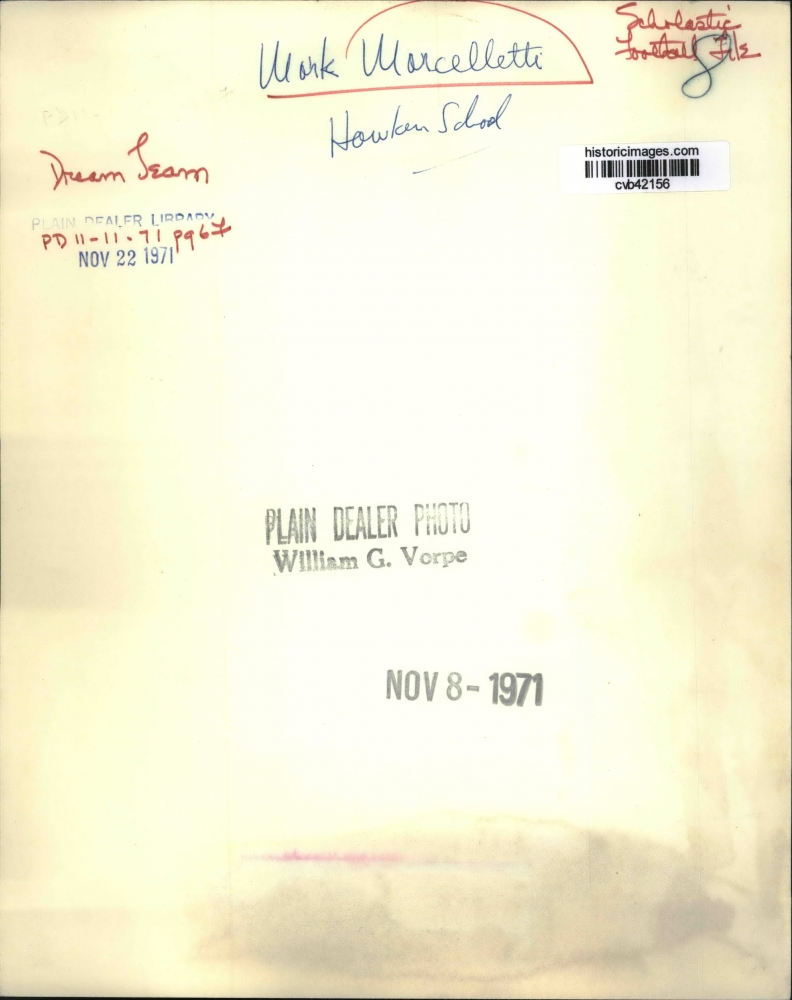 Scholastic
Football File
8
Mark Marcelletti
Hawken School
historicimages.com
cvb42156
Dream Team
PLAIN DEALER LIBRARY
PD 11-11-71 pg 67
NOV 22 1971
PLAIN DEALER PHOTO
William G. Vorpe
NOV 8- 1971